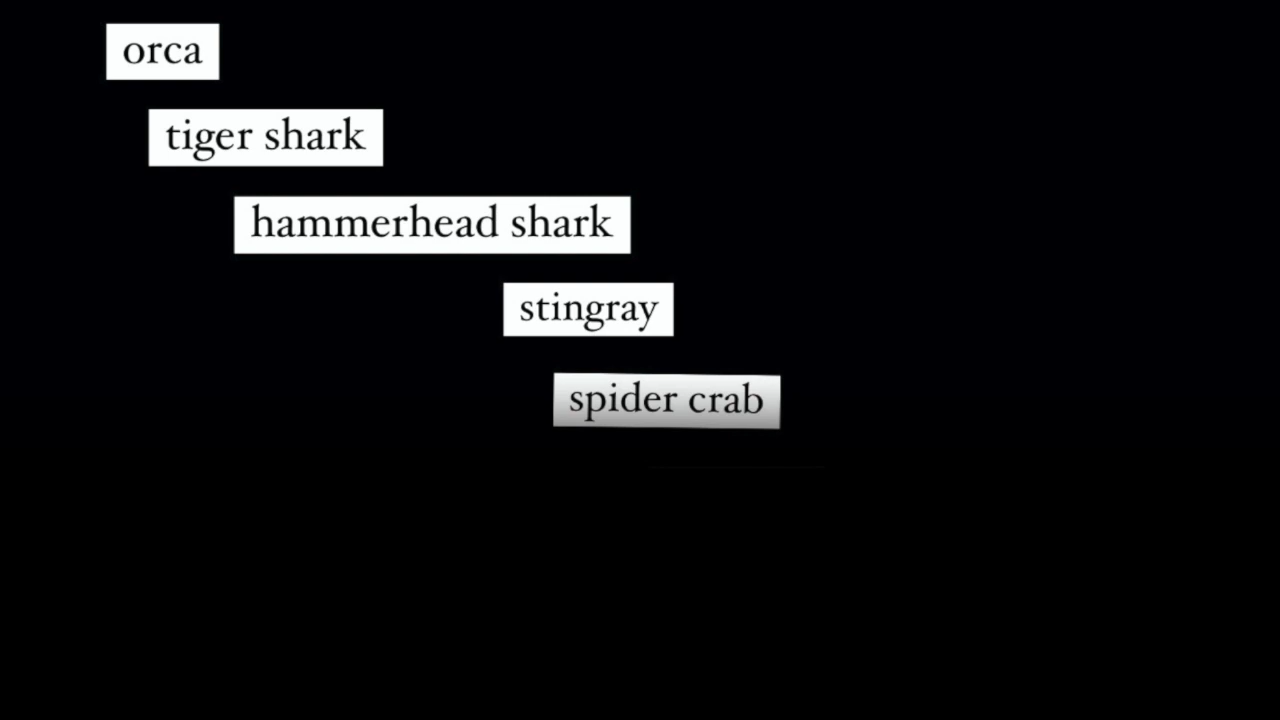 orca
tiger shark
hammerhead shark
stingray
spider crab